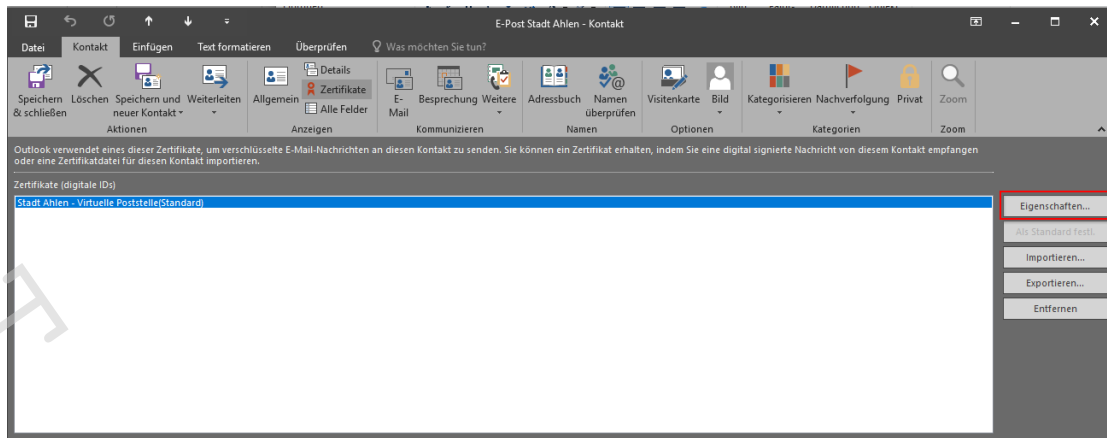 E-Post Stadt Ahlen - Kontakt
Datei Kontakt Einfügen Text formatieren Überprüfen Was möchten Sie tun?
Speichern & schließen
Löschen
Speichern und neuer Kontakt
Weiterleiten
Aktionen
Allgemein
Details
Zertifikate
Alle Felder
Anzeigen
E-Mail
Besprechung
Weitere
Kommunizieren
Adressbuch
Namen überprüfen
Namen
Visitenkarte
Bild
Optionen
Kategorisieren
Nachverfolgung
Privat
Kategorien
Zoom
Zoom
Outlook verwendet eines dieser Zertifikate, um verschlüsselte E-Mail-Nachrichten an diesen Kontakt zu senden. Sie können ein Zertifikat erhalten, indem Sie eine digital signierte Nachricht von diesem Kontakt empfangen
oder eine Zertifikatdatei für diesen Kontakt importieren.
Zertifikate (digitale IDs)
Stadt Ahlen - Virtuelle Poststelle(Standard)
Eigenschaften...
Als Standard festl.
Importieren...
Exportieren...
Entfernen